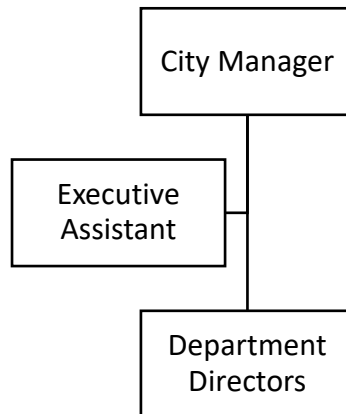 City Manager
Executive
Assistant
Department
Directors